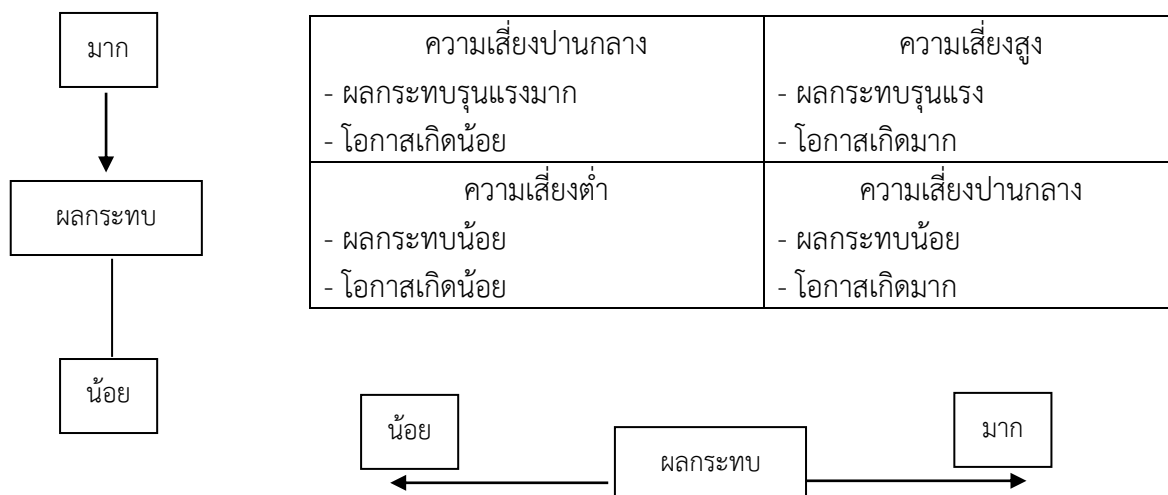 มาก
ผลกระทบ
น้อย
ความเสี่ยงปานกลาง
- ผลกระทบรุนแรงมาก
- โอกาสเกิดน้อย
ความเสี่ยงสูง
- ผลกระทบรุนแรง
- โอกาสเกิดมาก
ความเสี่ยงต่ำ
- ผลกระทบน้อย
- โอกาสเกิดน้อย
ความเสี่ยงปานกลาง
- ผลกระทบน้อย
- โอกาสเกิดมาก
น้อย
ผลกระทบ
มาก